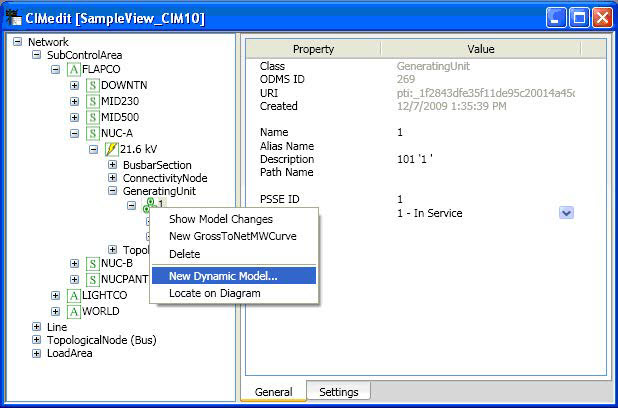 CIMedit [SampleView_CIM10]
Network
SubControlArea
A FLAPCO
S DOWNTN
S MID230
S MID500
S NUC-A
21.6 kV
BusbarSection
ConnectivityNode
GeneratingUnit
1
Show Model Changes
New GrossToNetMWCurve
Delete
New Dynamic Model...
Locate on Diagram
Topol
S NUC-B
S NUCPANT
A LIGHTCO
A WORLD
Line
TopologicalNode (Bus)
LoadArea
Property Value
Class GeneratingUnit
ODMS ID 269
URI pti:_1f2843dfe35f11de95c20014a45c
Created 12/7/2009 1:35:39 PM
Name 1
Alias Name
Description 101 '1 '
Path Name
PSSE ID 1
1 - In Service
General Settings